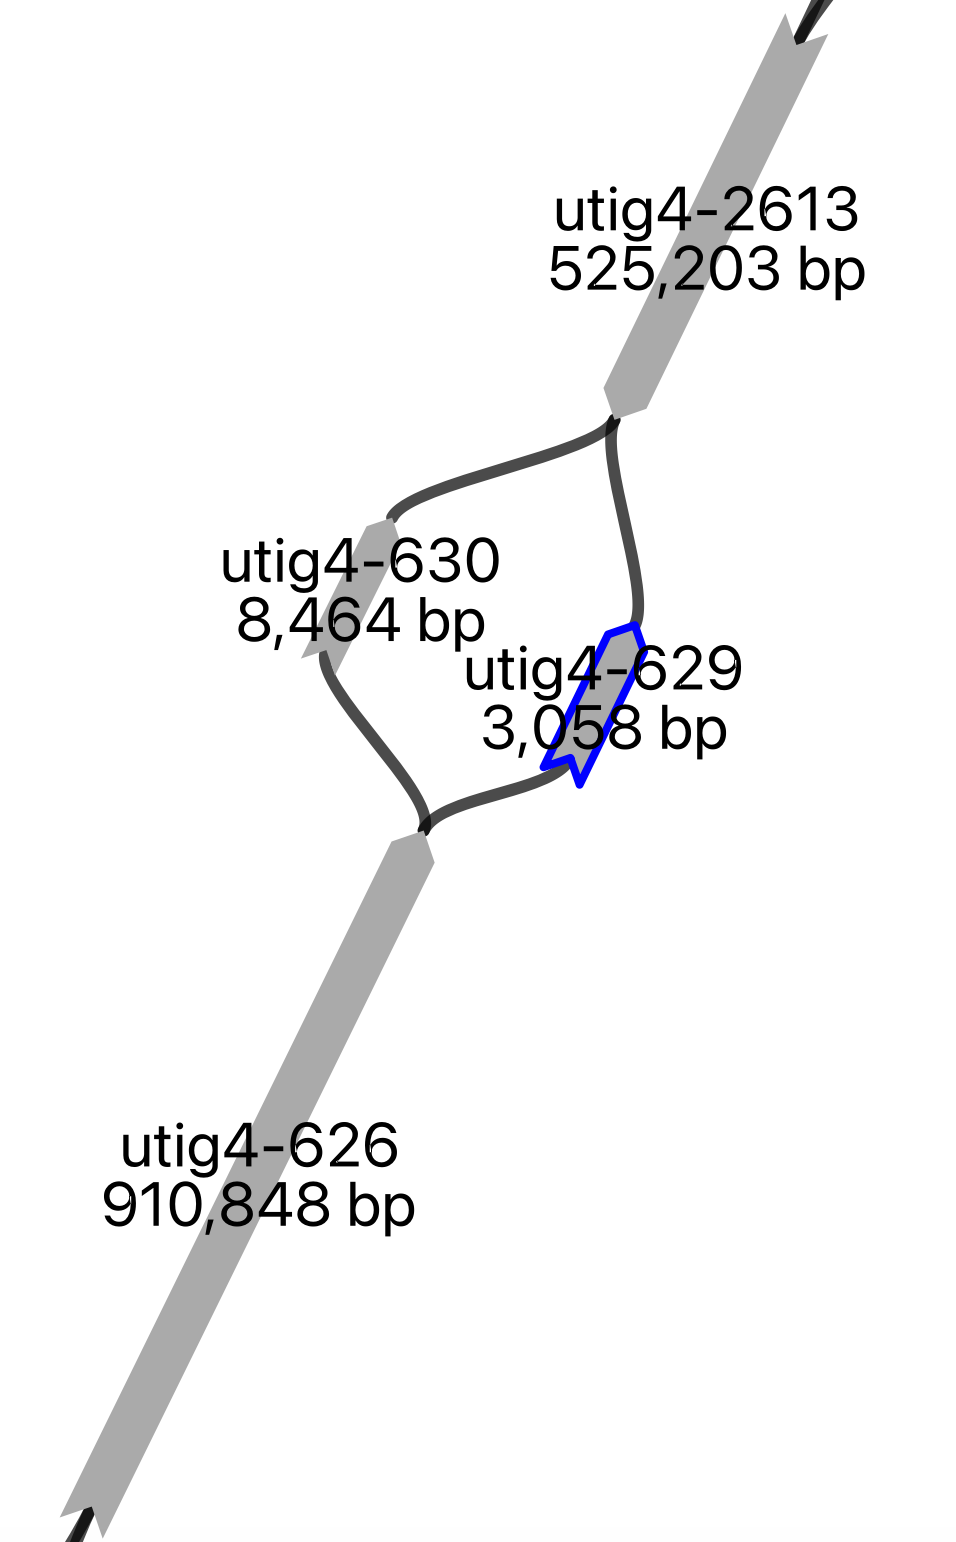 utig4-2613
525,203 bp
utig4-630
8,464 bp
utig4-629
3,058 bp
utig4-626
910,848 bp